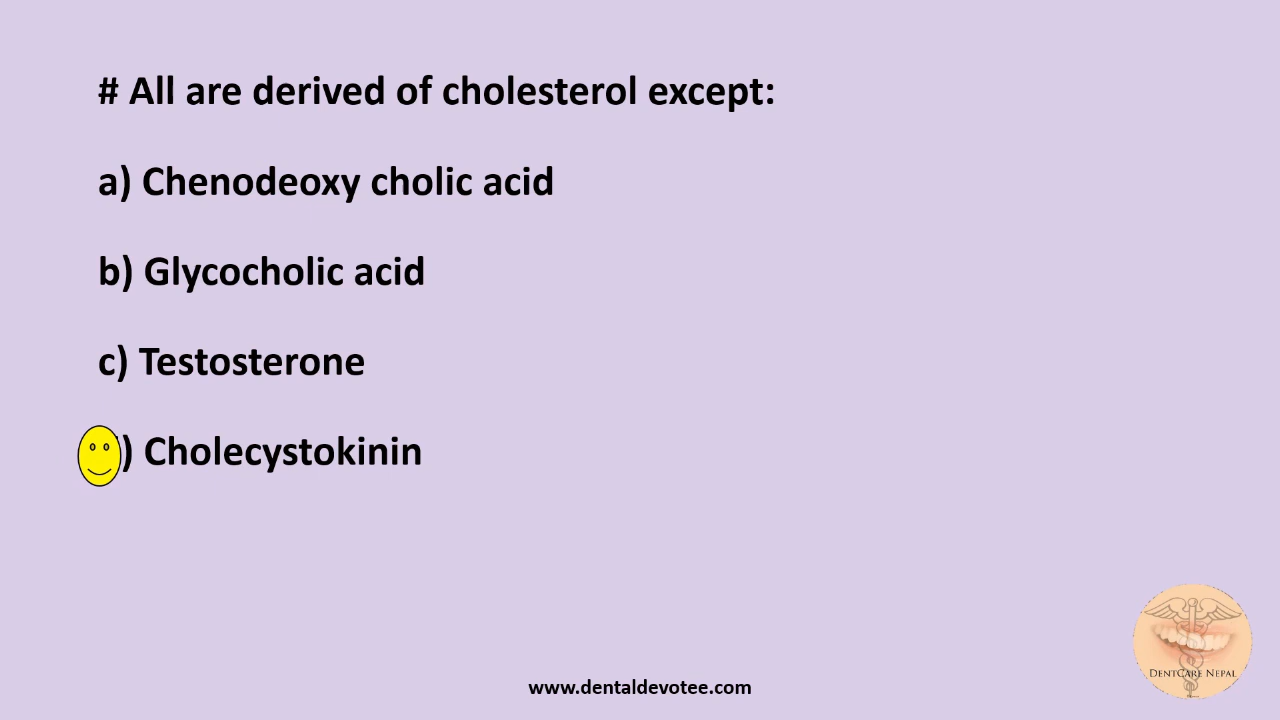 # All are derived of cholesterol except:
a) Chenodeoxy cholic acid
b) Glycocholic acid
c) Testosterone
) Cholecystokinin
DentCare Nepal
www.dentaldevotee.com